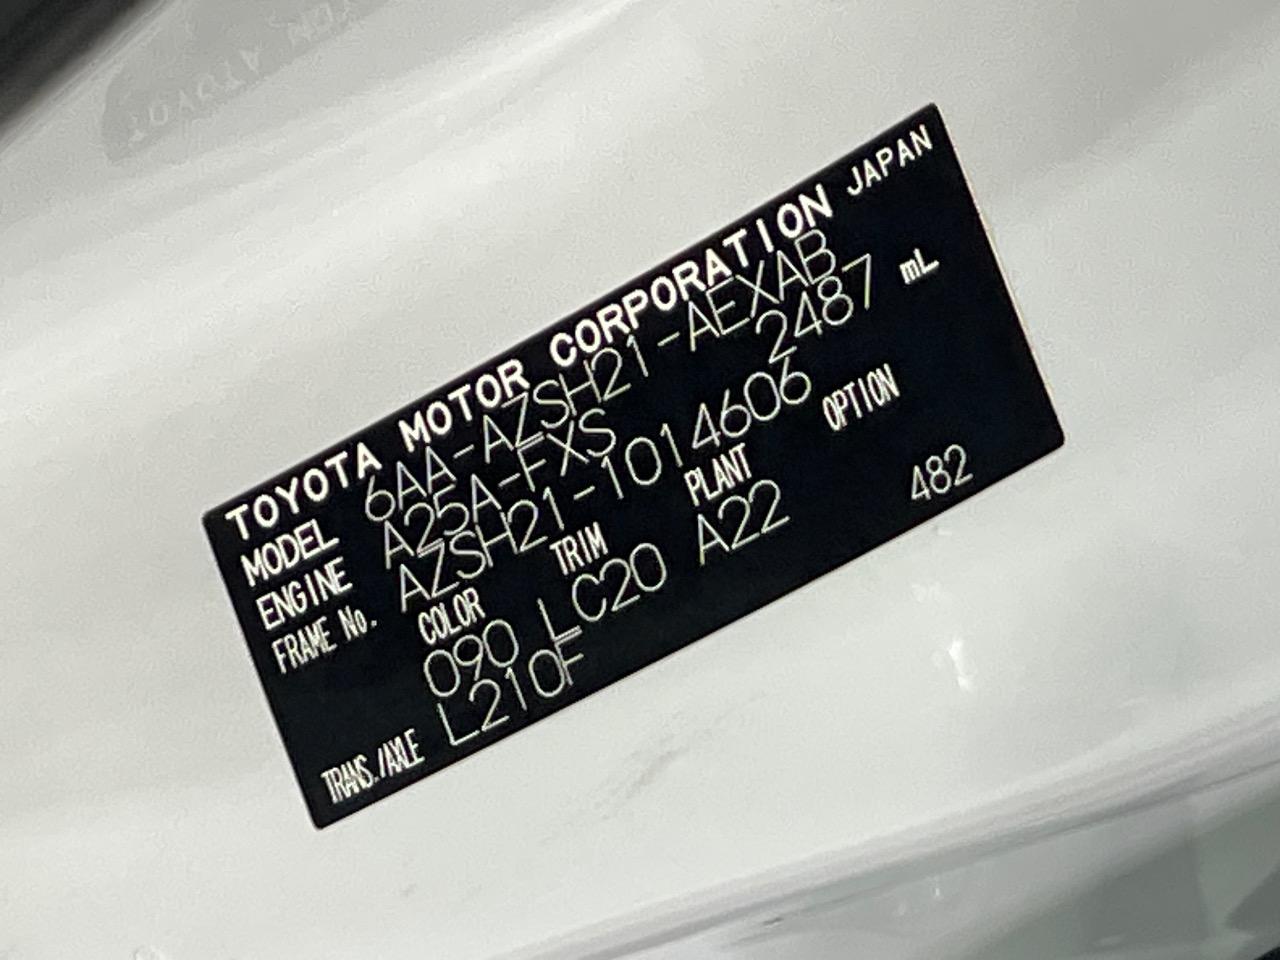 TOYOTA MOTOR CORPORATION JAPAN
MODEL 6AA-AZSH21-AEXAB
ENGINE A25A-FXS 2487 mL
FRAME No. AZSH21-1014606
COLOR TRIM PLANT OPTION
090 LC20 A22 482
TRANS./AXLE L210F